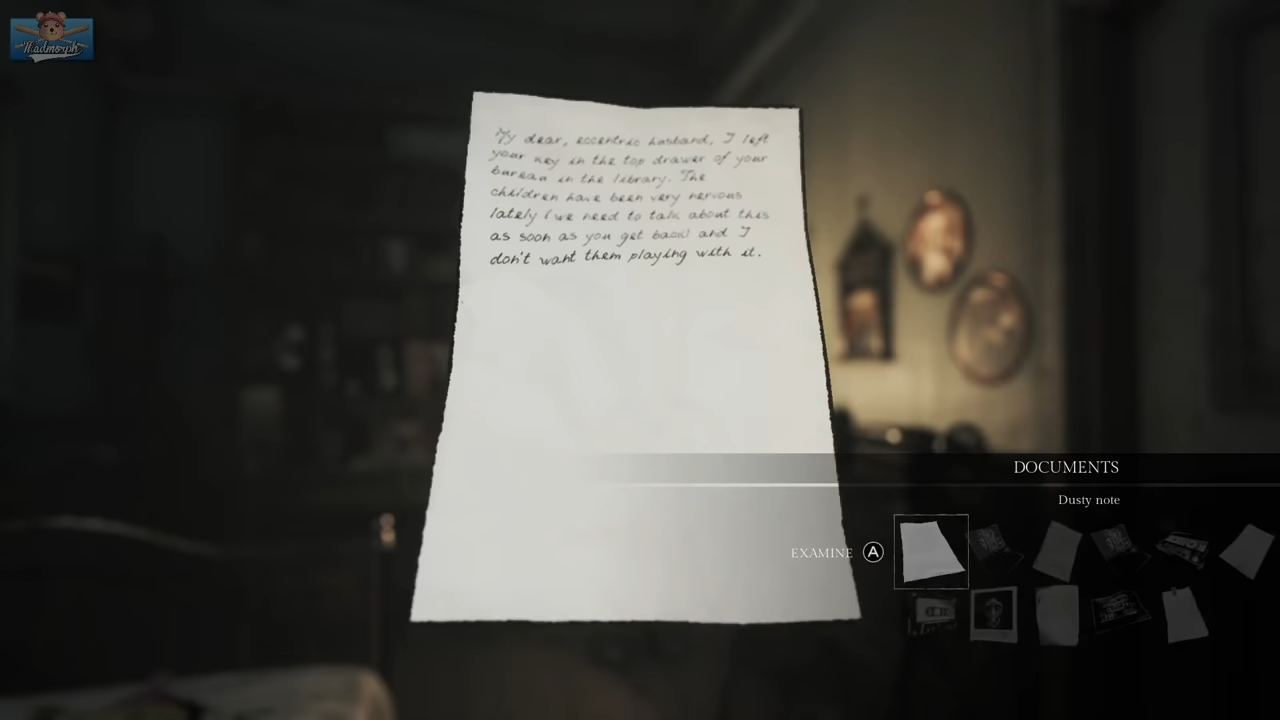 Madmorph
My dear, eccentric husband, I left
your key in the top drawer of your
bureau in the library. The
children have been very nervous
lately (we need to talk about this
as soon as you get back) and I
don't want them playing with it.
DOCUMENTS
Dusty note
EXAMINE A